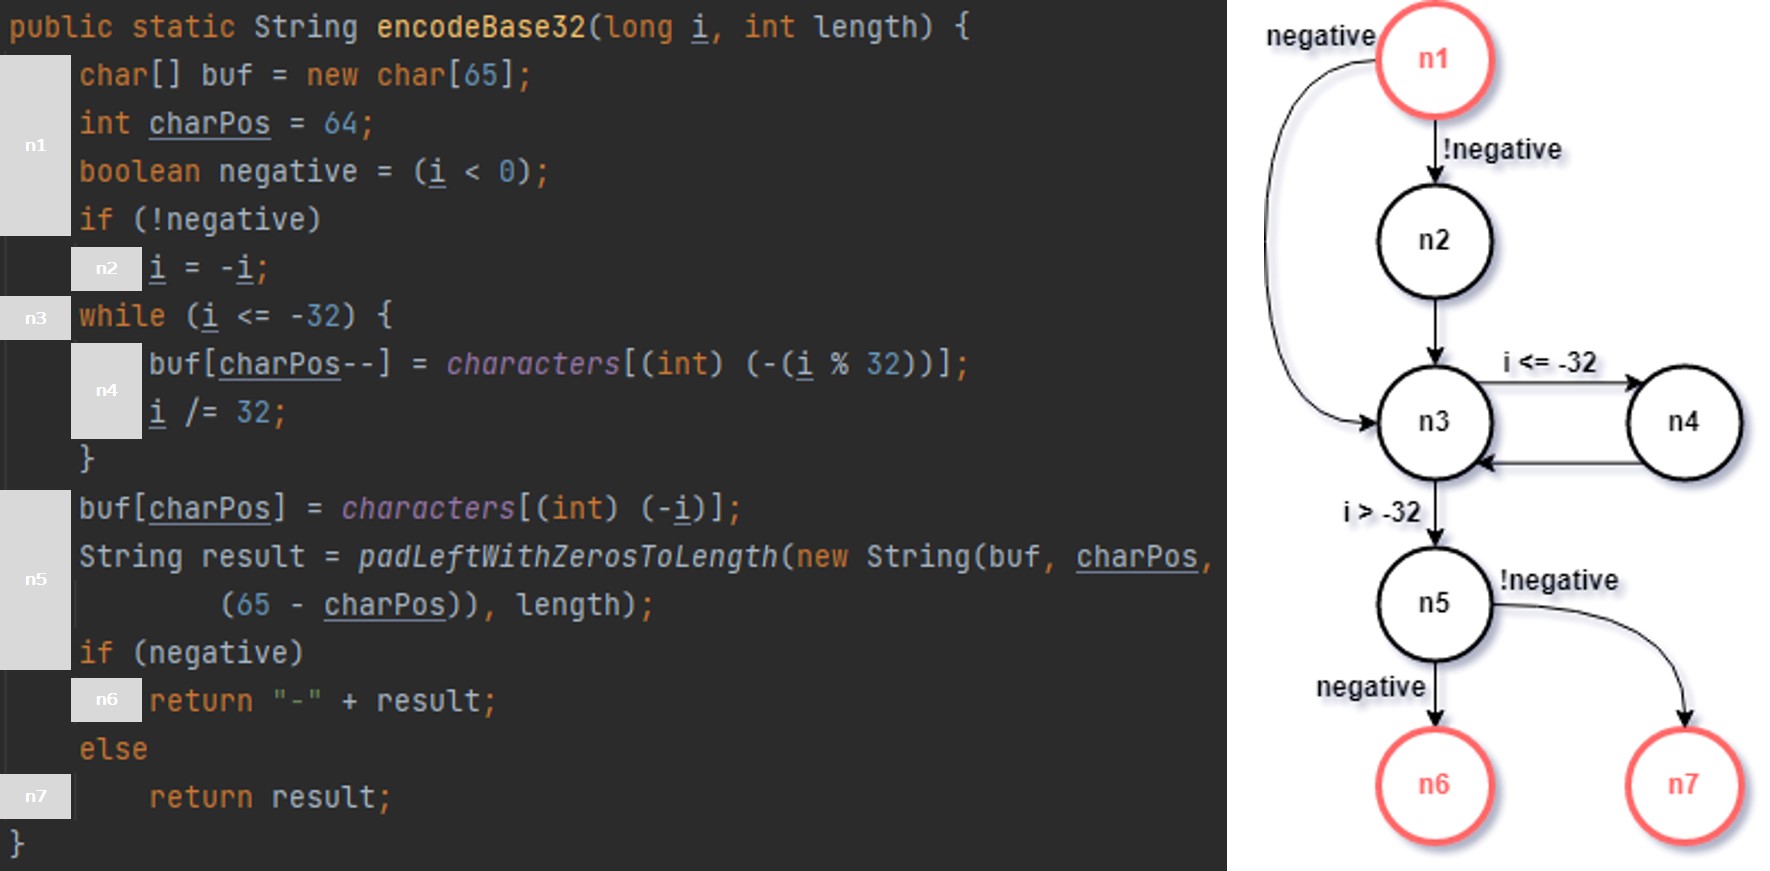 public static String encodeBase32(long i, int length) {
n1
char[] buf = new char[65];
int charPos = 64;
boolean negative = (i < 0);
if (!negative)
n2 i = -i;
n3 while (i <= -32) {
n4
buf[charPos--] = characters[(int) (-(i % 32))];
i /= 32;
}
n5
buf[charPos] = characters[(int) (-i)];
String result = padLeftWithZerosToLength(new String(buf, charPos,
(65 - charPos)), length);
if (negative)
n6 return "-" + result;
else
n7 return result;
}
negative
n1
!negative
n2
i <= -32
n3
n4
i > -32
n5
!negative
negative
n6
n7